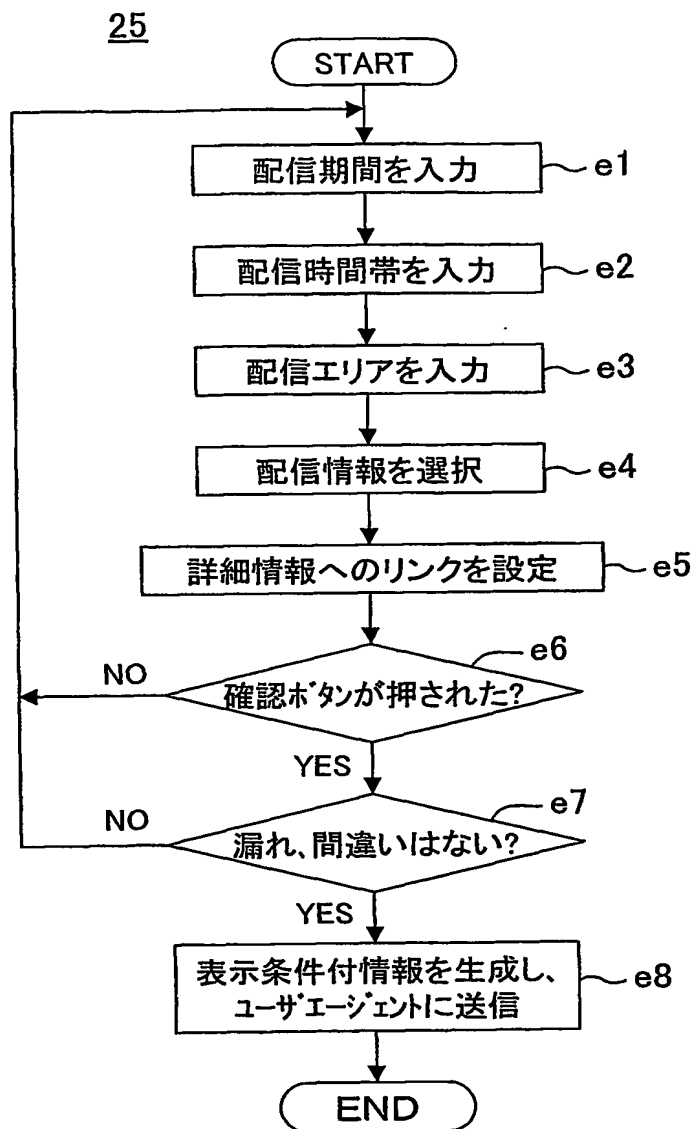 25
START
配信期間を入力
e1
配信時間帯を入力
e2
配信エリアを入力
e3
配信情報を選択
e4
詳細情報へのリンクを設定
e5
e6
NO
確認ボタンが押された?
YES
e7
NO
漏れ、間違いはない?
YES
表示条件付情報を生成し、
ユーザエージェントに送信
e8
END